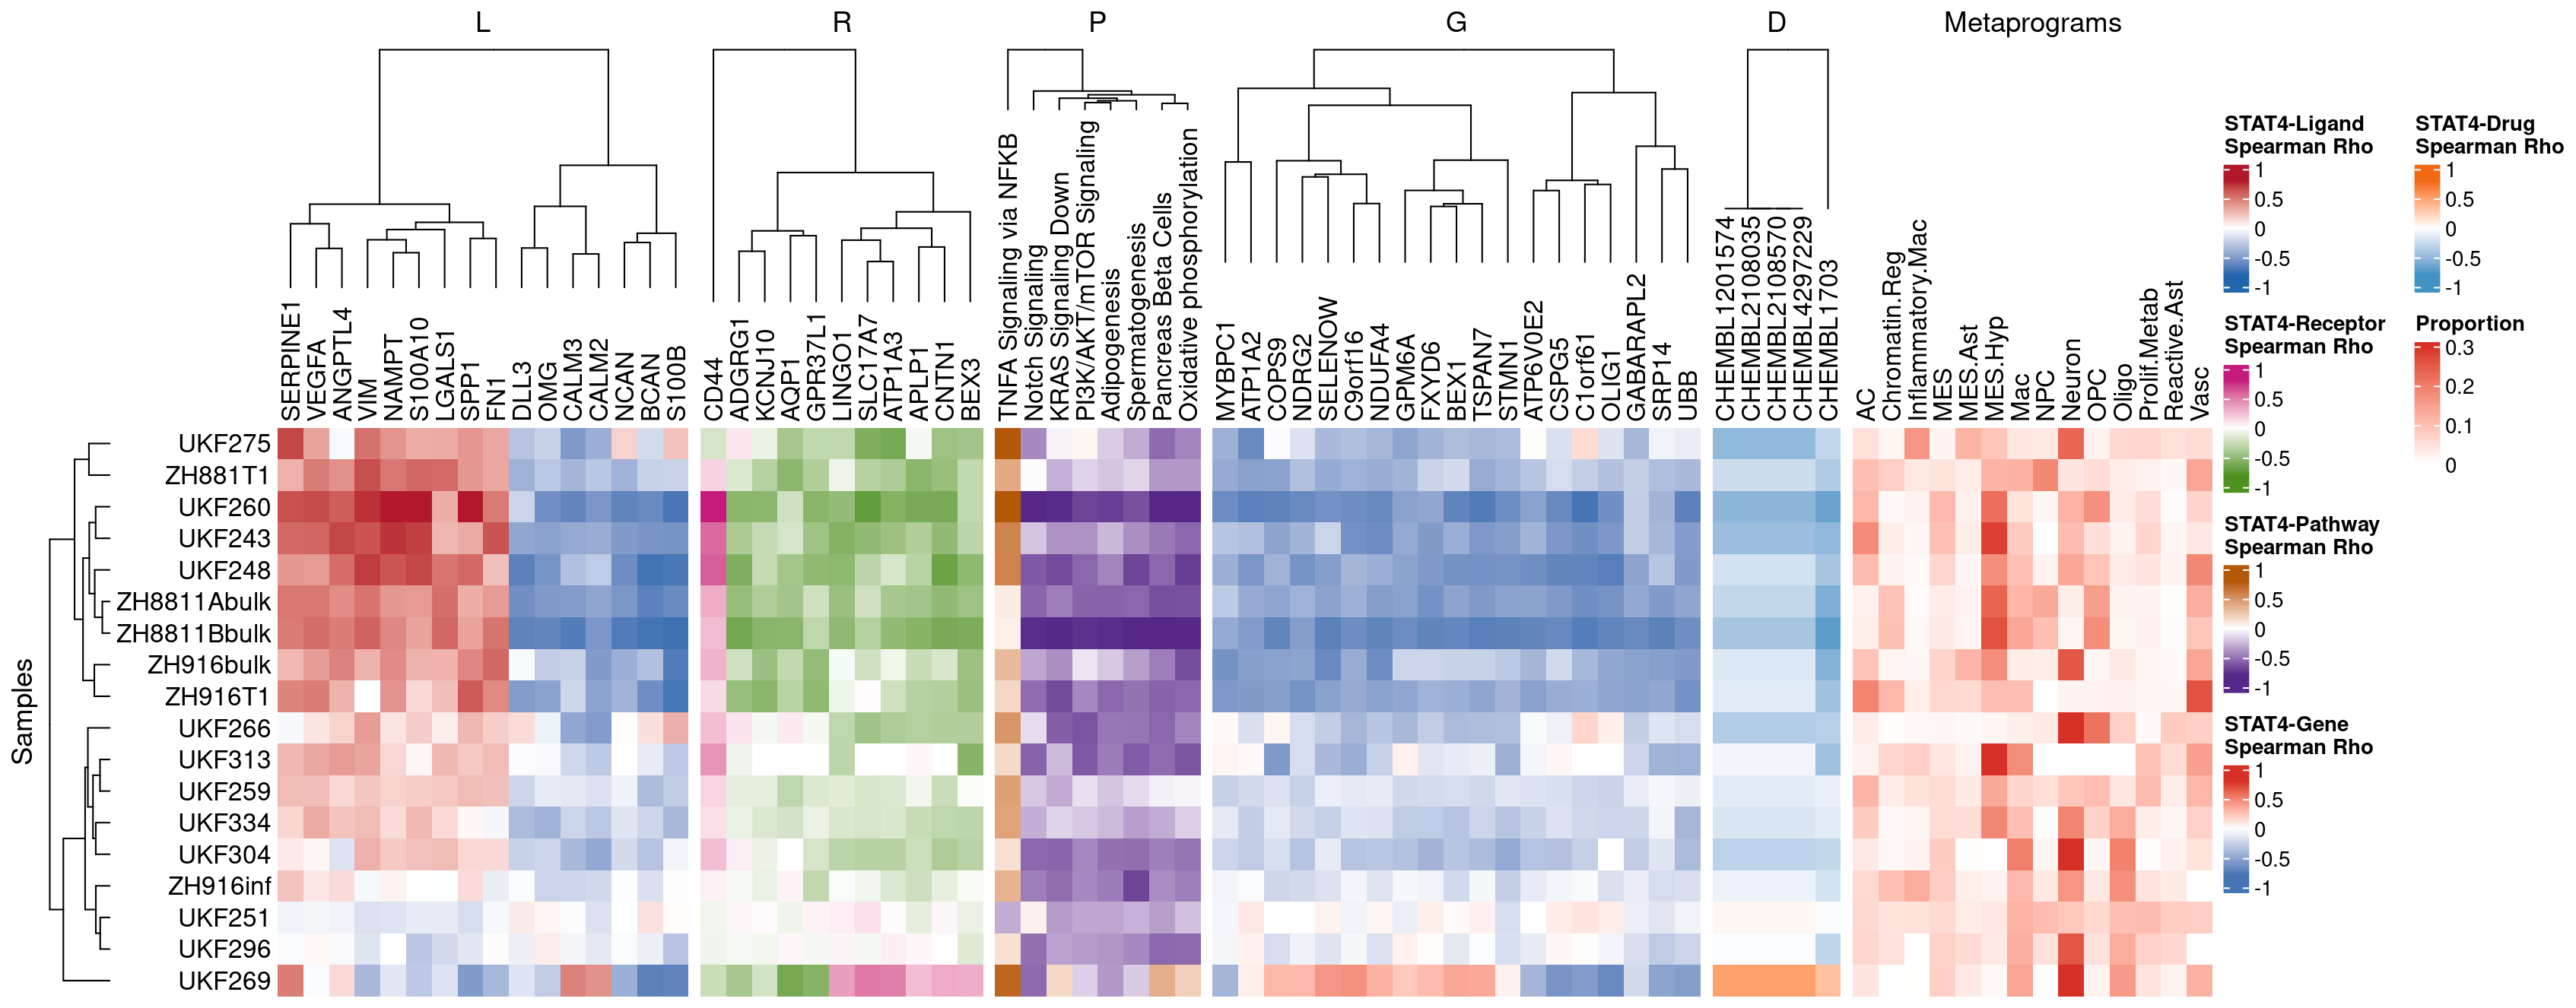 L
R
P
G
D
Metaprograms
SERPINE1
VEGFA
ANGPTL4
VIM
NAMPT
S100A10
LGALS1
SPP1
FN1
DLL3
OMG
CALM3
CALM2
NCAN
BCAN
S100B
CD44
ADGRG1
KCNJ10
AQP1
GPR37L1
LINGO1
SLC17A7
ATP1A3
APLP1
CNTN1
BEX3
TNFA Signaling via NFKB
Notch Signaling
KRAS Signaling Down
PI3K/AKT/mTOR Signaling
Adipogenesis
Spermatogenesis
Pancreas Beta Cells
Oxidative phosphorylation
MYBPC1
ATP1A2
COPS9
NDRG2
SELENOW
C9orf16
NDUFA4
GPM6A
FXYD6
BEX1
TSPAN7
STMN1
ATP6V0E2
CSPG5
C1orf61
OLIG1
GABARAPL2
SRP14
UBB
CHEMBL1201574
CHEMBL2108035
CHEMBL2108570
CHEMBL4297229
CHEMBL1703
AC
Chromatin.Reg
Inflammatory.Mac
MES
MES.Ast
MES.Hyp
Mac
NPC
Neuron
OPC
Oligo
Prolif.Metab
Reactive.Ast
Vasc
Samples
UKF275
ZH881T1
UKF260
UKF243
UKF248
ZH8811Abulk
ZH8811Bbulk
ZH916bulk
ZH916T1
UKF266
UKF313
UKF259
UKF334
UKF304
ZH916inf
UKF251
UKF296
UKF269
STAT4-Ligand
Spearman Rho
1
0.5
0
-0.5
-1
STAT4-Receptor
Spearman Rho
1
0.5
0
-0.5
-1
STAT4-Pathway
Spearman Rho
1
0.5
0
-0.5
-1
STAT4-Gene
Spearman Rho
1
0.5
0
-0.5
-1
STAT4-Drug
Spearman Rho
1
0.5
0
-0.5
-1
Proportion
0.3
0.2
0.1
0